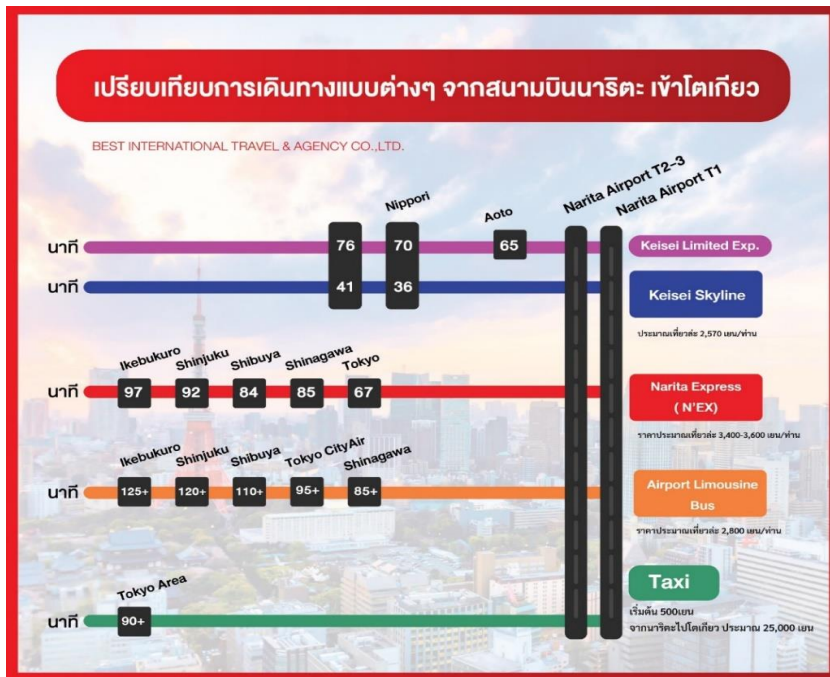 เปรียบเทียบการเดินทางแบบต่างๆ จากสนามบินนาริตะ เข้าโตเกียว
BEST INTERNATIONAL TRAVEL & AGENCY CO.,LTD.
Nippori
Aoto
Narita Airport T2-3
Narita Airport T1
นาที 76 70 65 Keisei Limited Exp.
นาที 41 36 Keisei Skyline
ประมาณเที่ยวล่ะ 2,570 เยน/ท่าน
Ikebukuro Shinjuku Shibuya Shinagawa Tokyo
นาที 97 92 84 85 67 Narita Express
( N'EX)
ราคาประมาณเที่ยวล่ะ 3,400-3,600 เยน/ท่าน
Ikebukuro Shinjuku Shibuya Tokyo CityAir Shinagawa
นาที 125+ 120+ 110+ 95+ 85+ Airport Limousine
Bus
ราคาประมาณเที่ยวล่ะ 2,800 เยน/ท่าน
Tokyo Area
นาที 90+ Taxi
เริ่มต้น 500เยน
จากนาริตะไปโตเกียว ประมาณ 25,000 เยน